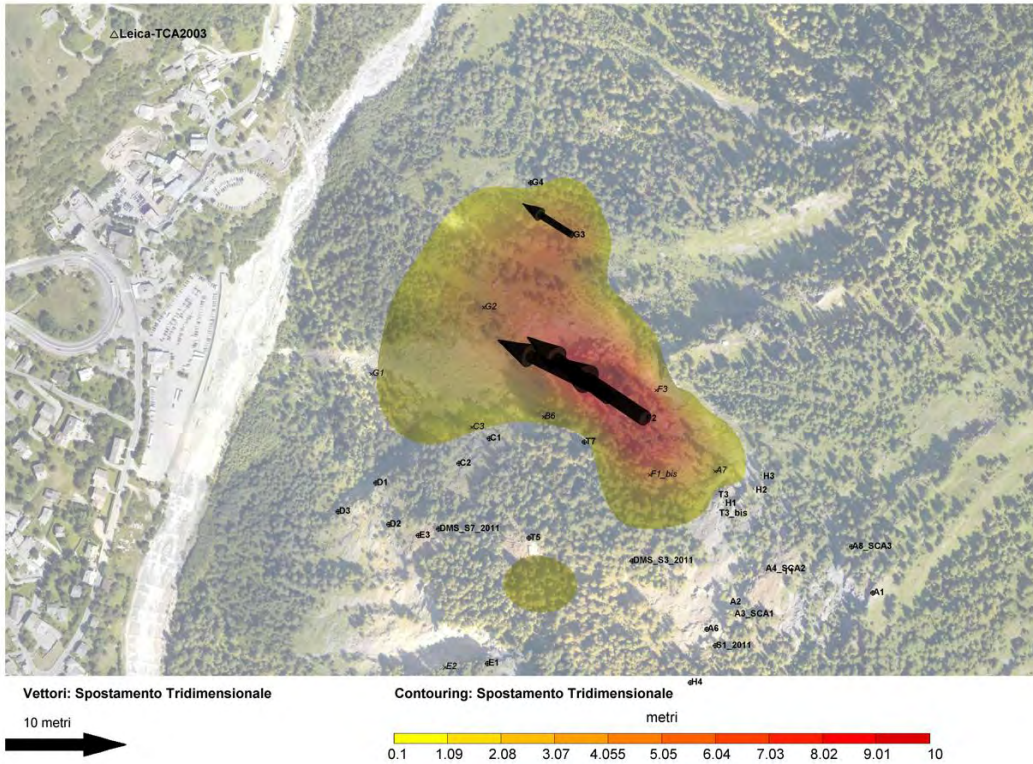 △Leica-TCA2003
G4
G3
G2
G1
F3
C3
B6
C1
T7
C2
F1_bis
A7
H3
D1
H2
T3
H1
D3
T3_bis
D2
DMS_S7_2011
E3
T5
A8_SCA3
DMS_S3_2011
A4_SCA2
A1
A2
A3_SCA1
A6
S1_2011
E2
E1
H4
Vettori: Spostamento Tridimensionale
Contouring: Spostamento Tridimensionale
10 metri
metri
0.1 1.09 2.08 3.07 4.055 5.05 6.04 7.03 8.02 9.01 10